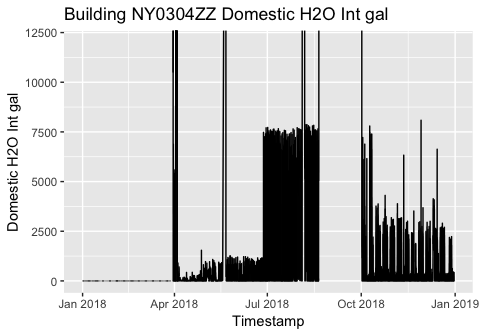 Building NY0304ZZ Domestic H2O Int gal
Domestic H2O Int gal
12500
10000
7500
5000
2500
0
Jan 2018
Apr 2018
Jul 2018
Oct 2018
Jan 2019
Timestamp